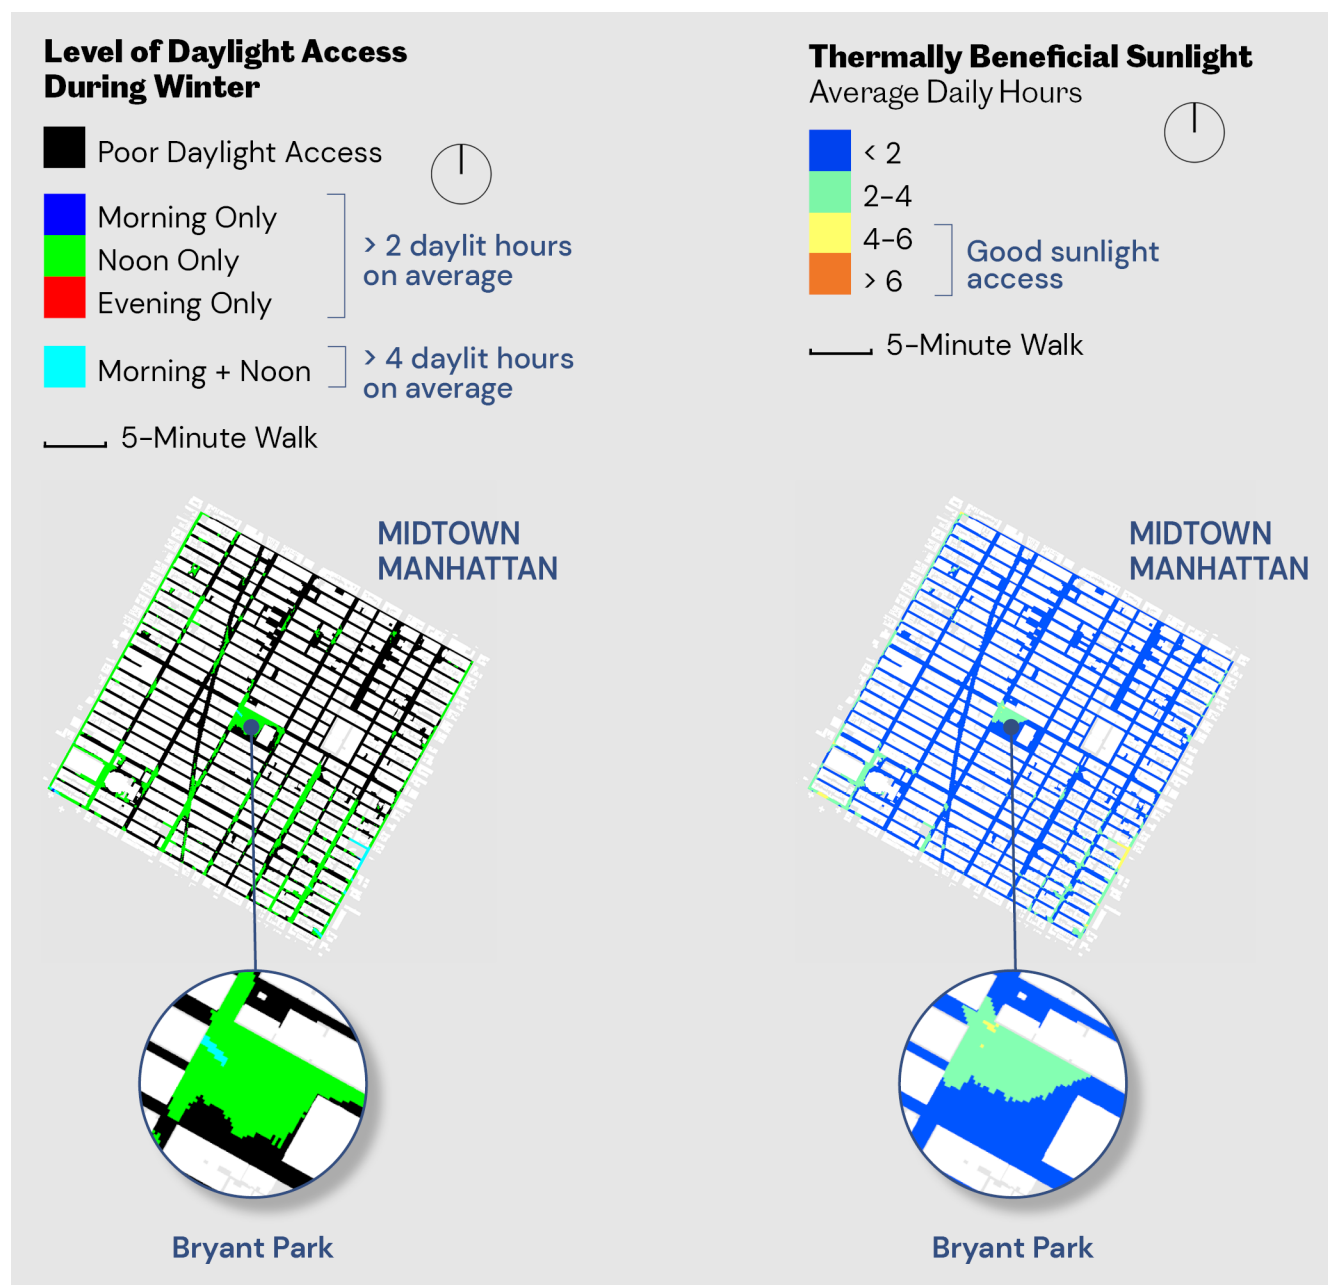 Level of Daylight Access
During Winter
Poor Daylight Access
Morning Only
Noon Only
Evening Only
> 2 daylit hours
on average
Morning + Noon
> 4 daylit hours
on average
5-Minute Walk
MIDTOWN
MANHATTAN
Bryant Park
Thermally Beneficial Sunlight
Average Daily Hours
< 2
2-4
4-6
> 6
Good sunlight
access
5-Minute Walk
MIDTOWN
MANHATTAN
Bryant Park